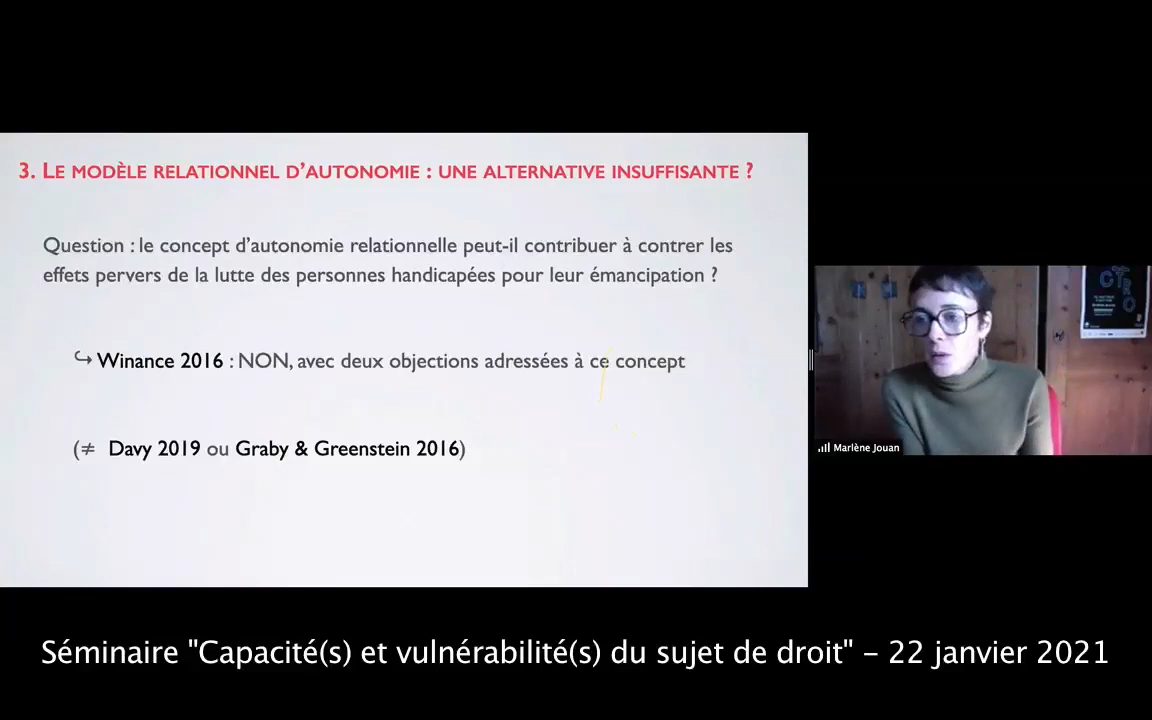 3. LE MODÈLE RELATIONNEL D'AUTONOMIE : UNE ALTERNATIVE INSUFFISANTE ?
Question : le concept d'autonomie relationnelle peut-il contribuer à contrer les
effets pervers de la lutte des personnes handicapées pour leur émancipation ?
↪ Winance 2016 : NON, avec deux objections adressées à ce concept
(≠ Davy 2019 ou Graby & Greenstein 2016)
Marlène Jouan
Séminaire "Capacité(s) et vulnérabilité(s) du sujet de droit" – 22 janvier 2021